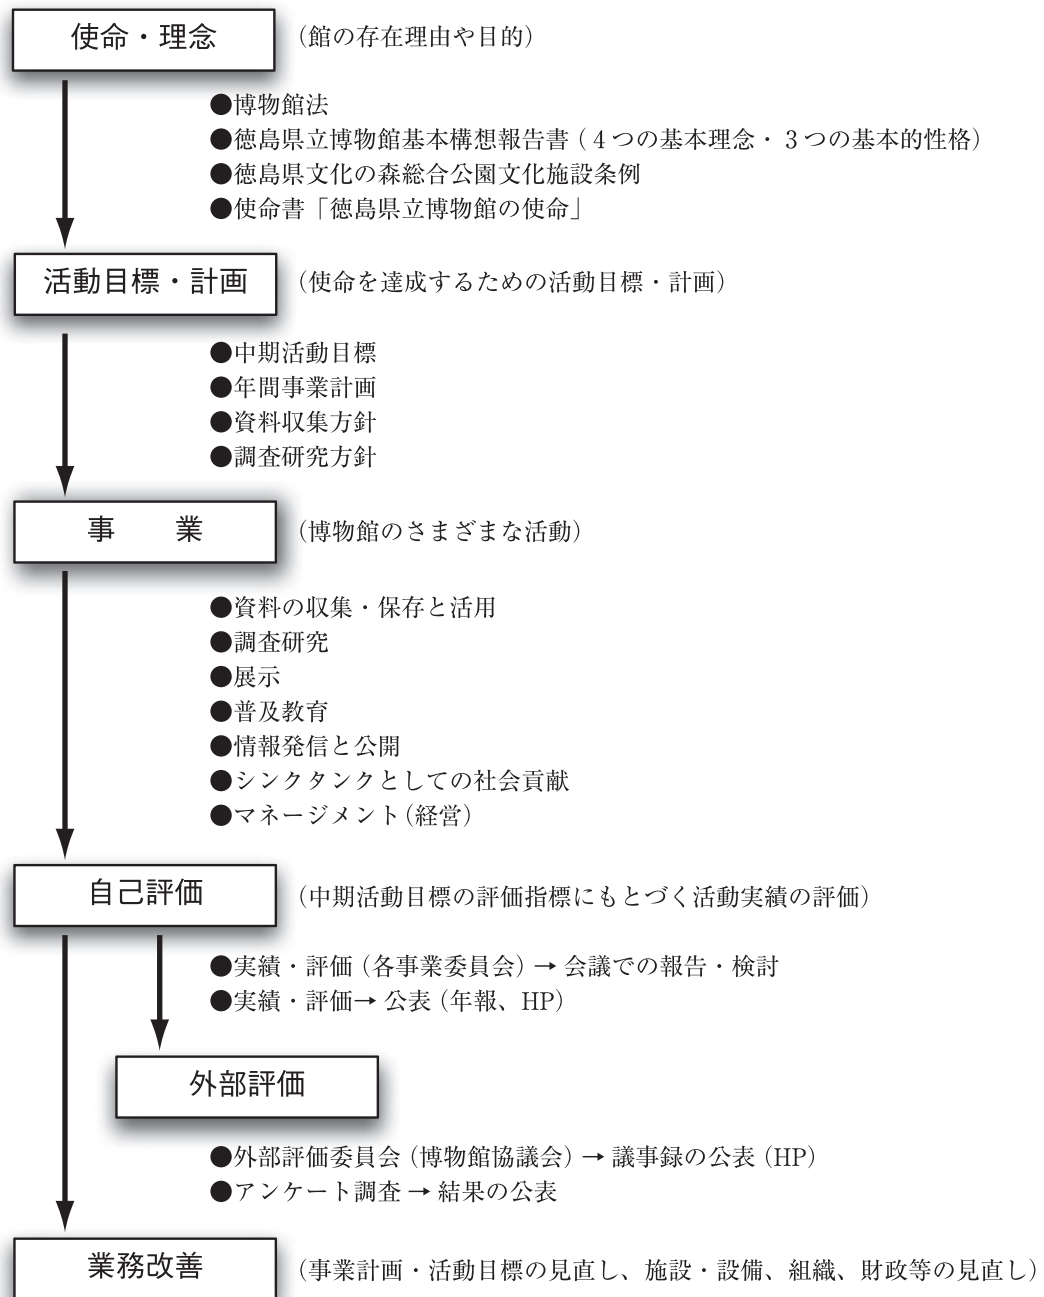 使命・理念 （館の存在理由や目的）
●博物館法
●徳島県立博物館基本構想報告書（４つの基本理念・３つの基本的性格）
●徳島県文化の森総合公園文化施設条例
●使命書「徳島県立博物館の使命」
活動目標・計画 （使命を達成するための活動目標・計画）
●中期活動目標
●年間事業計画
●資料収集方針
●調査研究方針
事　　業 （博物館のさまざまな活動）
●資料の収集・保存と活用
●調査研究
●展示
●普及教育
●情報発信と公開
●シンクタンクとしての社会貢献
●マネージメント（経営）
自己評価 （中期活動目標の評価指標にもとづく活動実績の評価）
●実績・評価（各事業委員会）→ 会議での報告・検討
●実績・評価→ 公表（年報、HP）
外部評価
●外部評価委員会（博物館協議会）→ 議事録の公表（HP）
●アンケート調査 → 結果の公表
業務改善 （事業計画・活動目標の見直し、施設・設備、組織、財政等の見直し）